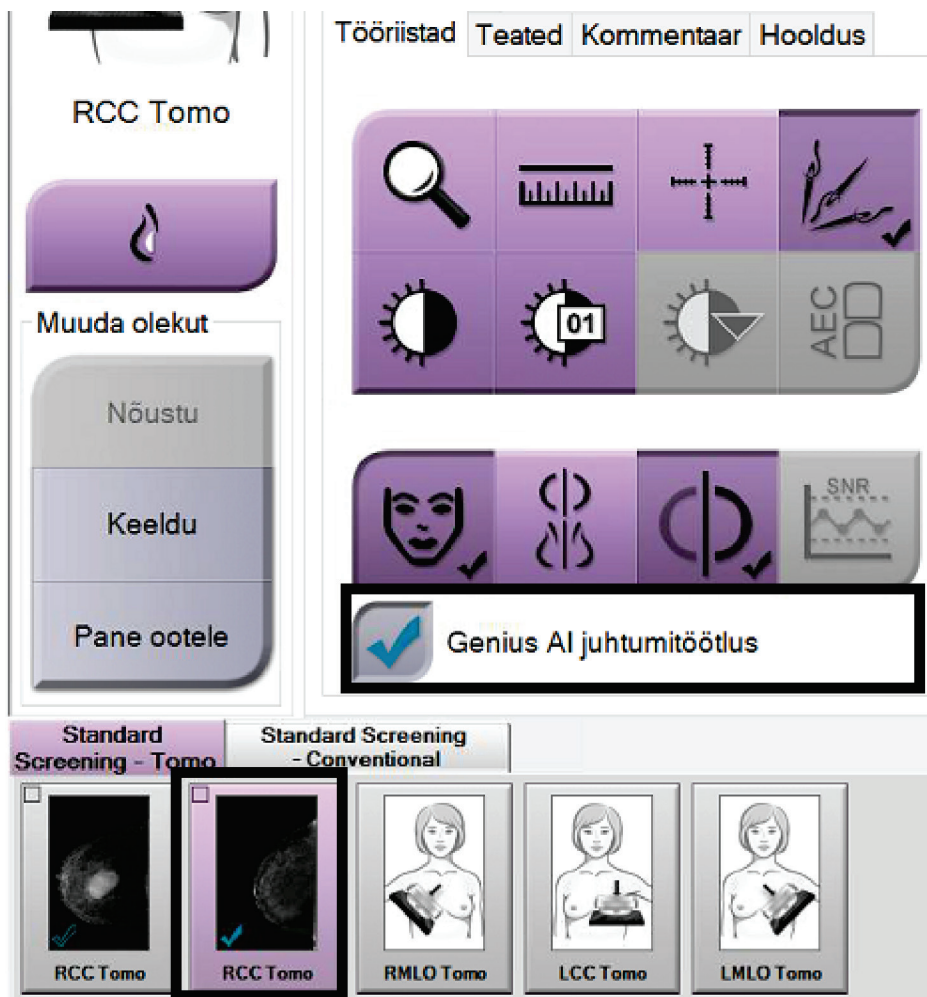 RCC Tomo
Muuda olekut
Nõustu
Keeldu
Pane ootele
Tööriistad Teated Kommentaar Hooldus
01
AEC
SNR
Genius AI juhtumitöötlus
Standard
Screening - Tomo
Standard Screening
- Conventional
RCC Tomo
RCC Tomo
RMLO Tomo
LCC Tomo
LMLO Tomo